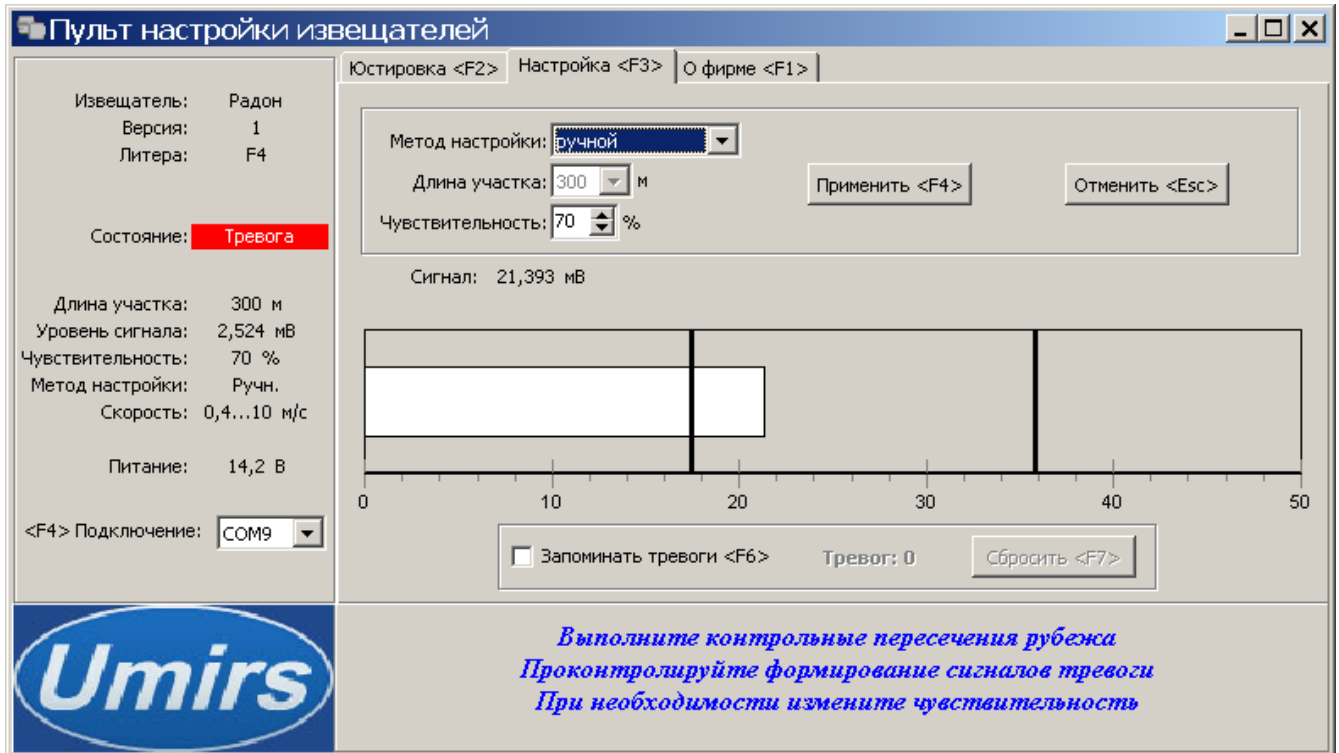 Пульт настройки извещателей
Юстировка <F2>
Настройка <F3>
О фирме <F1>
Извещатель: Радон
Версия: 1
Литера: F4
Состояние: Тревога
Длина участка: 300 м
Уровень сигнала: 2,524 мВ
Чувствительность: 70 %
Метод настройки: Ручн.
Скорость: 0,4...10 м/с
Питание: 14,2 В
<F4> Подключение: COM9
Метод настройки: ручной
Длина участка: 300 м
Чувствительность: 70 %
Применить <F4>
Отменить <Esc>
Сигнал: 21,393 мВ
0 10 20 30 40 50
Запоминать тревоги <F6>
Тревог: 0
Сбросить <F7>
Umirs
Выполните контрольные пересечения рубежа
Проконтролируйте формирование сигналов тревоги
При необходимости измените чувствительность